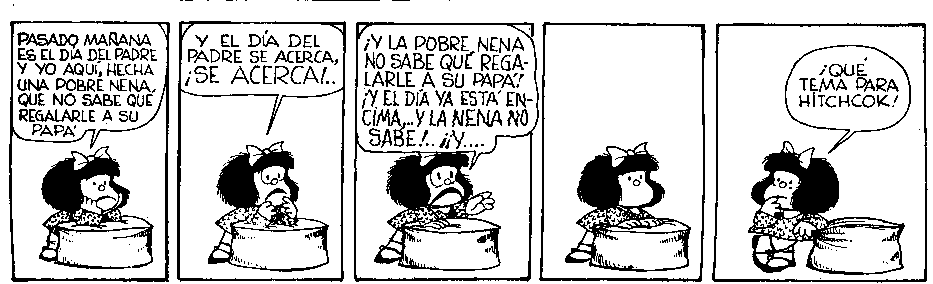 PASADO MAÑANA
ES EL DÍA DEL PADRE
Y YO AQUÍ, HECHA
UNA POBRE NENA,
QUE NO SABE QUÉ
REGALARLE A SU
PAPÁ
Y EL DÍA DEL
PADRE SE ACERCA,
¡SE ACERCA!..
¡Y LA POBRE NENA
NO SABE QUÉ REGA-
LARLE A SU PAPÁ!
¡Y EL DÍA YA ESTÁ EN-
CIMA,..Y LA NENA NO
SABE!.. ¡¡Y....
¡QUÉ
TEMA PARA
HITCHCOK!